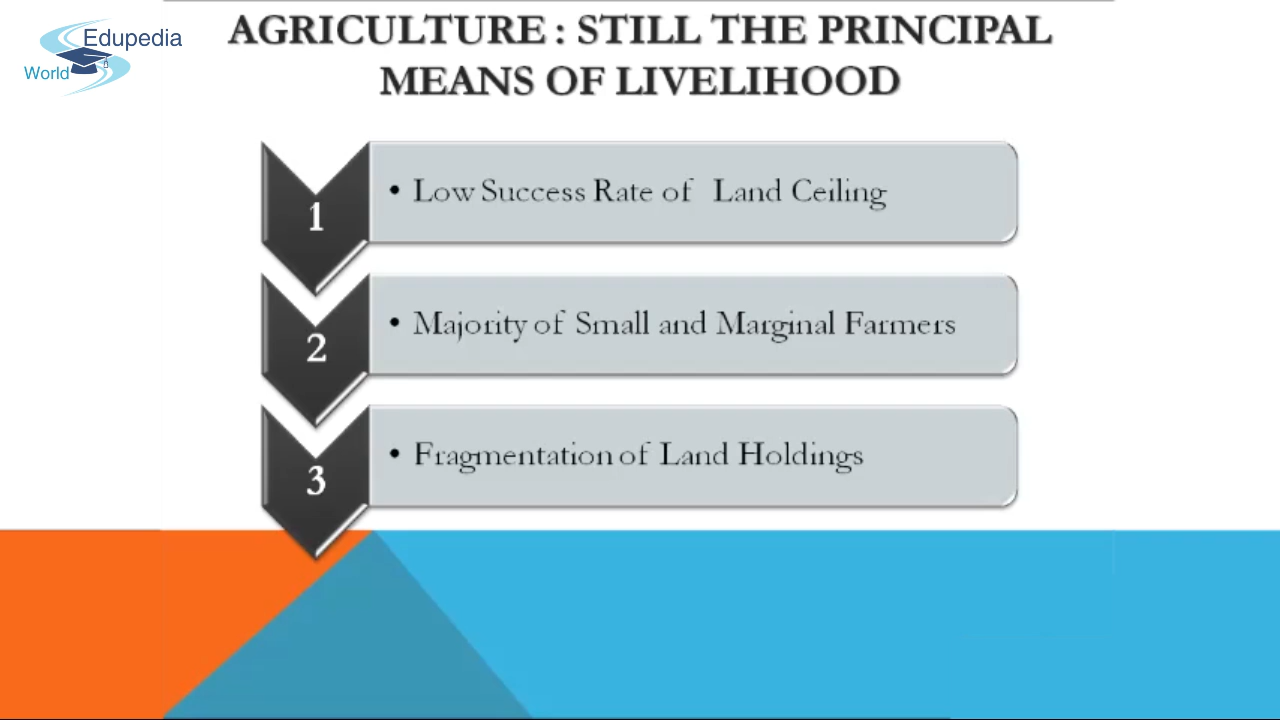 Edupedia
World
AGRICULTURE : STILL THE PRINCIPAL
MEANS OF LIVELIHOOD
1
• Low Success Rate of Land Ceiling
2
• Majority of Small and Marginal Farmers
3
• Fragmentation of Land Holdings